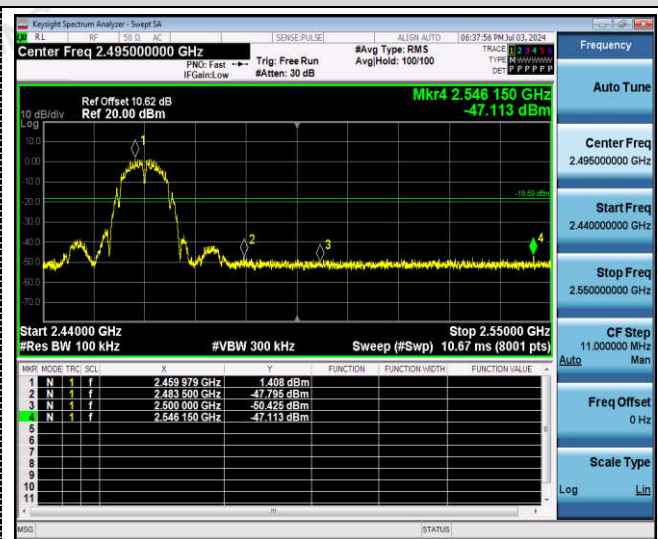 Keysight Spectrum Analyzer - Swept SA
RL RF 50 Ω AC SENSE:PULSE ALIGN AUTO 06:37:56 PM Jul 03, 2024
Center Freq 2.495000000 GHz
PNO: Fast Trig: Free Run
IFGain:Low #Atten: 30 dB
#Avg Type: RMS
Avg|Hold: 100/100
TRACE 1 2 3 4 5 6
TYPE M WWWWW
DET P P P P P P
Mkr4 2.546 150 GHz
-47.113 dBm
Ref Offset 10.62 dB
10 dB/div Ref 20.00 dBm
Log
10.0
0.00
-10.0
-20.0
-30.0
-40.0
-50.0
-60.0
-70.0
1
2
3
4
Start 2.44000 GHz Stop 2.55000 GHz
#Res BW 100 kHz #VBW 300 kHz Sweep (#Swp) 10.67 ms (8001 pts)
MKR MODE TRC SCL X Y FUNCTION FUNCTION WIDTH FUNCTION VALUE
1 N 1 f 2.459 979 GHz 1.408 dBm
2 N 1 f 2.483 500 GHz -47.795 dBm
3 N 1 f 2.500 000 GHz -50.425 dBm
4 N 1 f 2.546 150 GHz -47.113 dBm
5
6
7
8
9
10
11
MSG STATUS
Frequency
Auto Tune
Center Freq
2.495000000 GHz
Start Freq
2.440000000 GHz
Stop Freq
2.550000000 GHz
CF Step
11.000000 MHz
Auto Man
Freq Offset
0 Hz
Scale Type
Log Lin